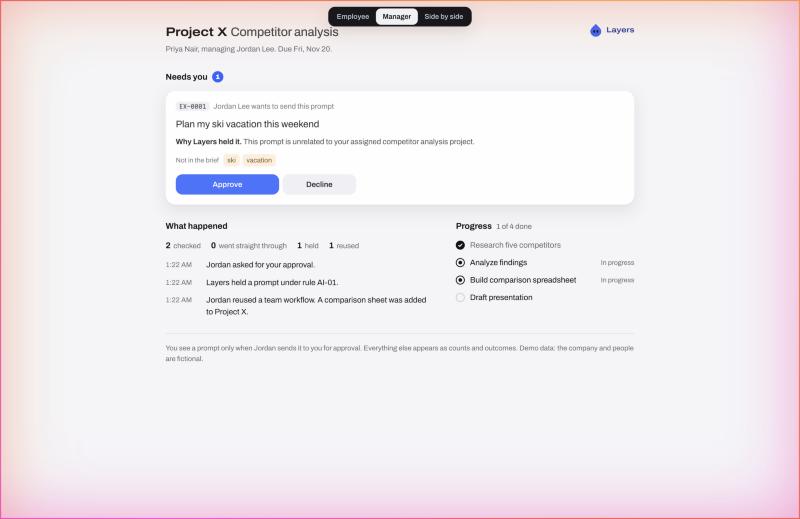 Employee Manager Side by side
Project X Competitor analysis
Layers
Priya Nair, managing Jordan Lee. Due Fri, Nov 20.
Needs you 1
EX-0001 Jordan Lee wants to send this prompt
Plan my ski vacation this weekend
Why Layers held it. This prompt is unrelated to your assigned competitor analysis project.
Not in the brief ski vacation
Approve Decline
What happened
2 checked 0 went straight through 1 held 1 reused
1:22 AM Jordan asked for your approval.
1:22 AM Layers held a prompt under rule AI-01.
1:22 AM Jordan reused a team workflow. A comparison sheet was added
to Project X.
Progress 1 of 4 done
Research five competitors
Analyze findings In progress
Build comparison spreadsheet In progress
Draft presentation
You see a prompt only when Jordan sends it to you for approval. Everything else appears as counts and outcomes. Demo data: the company and people
are fictional.